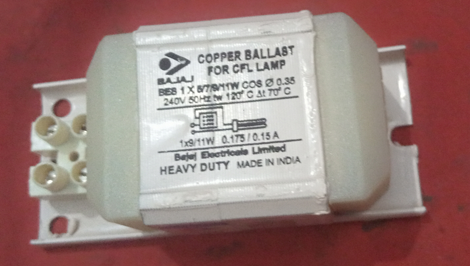 COPPER BALLAST
BAJAJ FOR CFL LAMP
BES 1 X 5/7/9/11W COS Ø 0.35
240V 50Hz tw 120° C Δt 70° C
1x9/11W 0.175 / 0.15 A
Bajaj Electricals Limited
HEAVY DUTY MADE IN INDIA